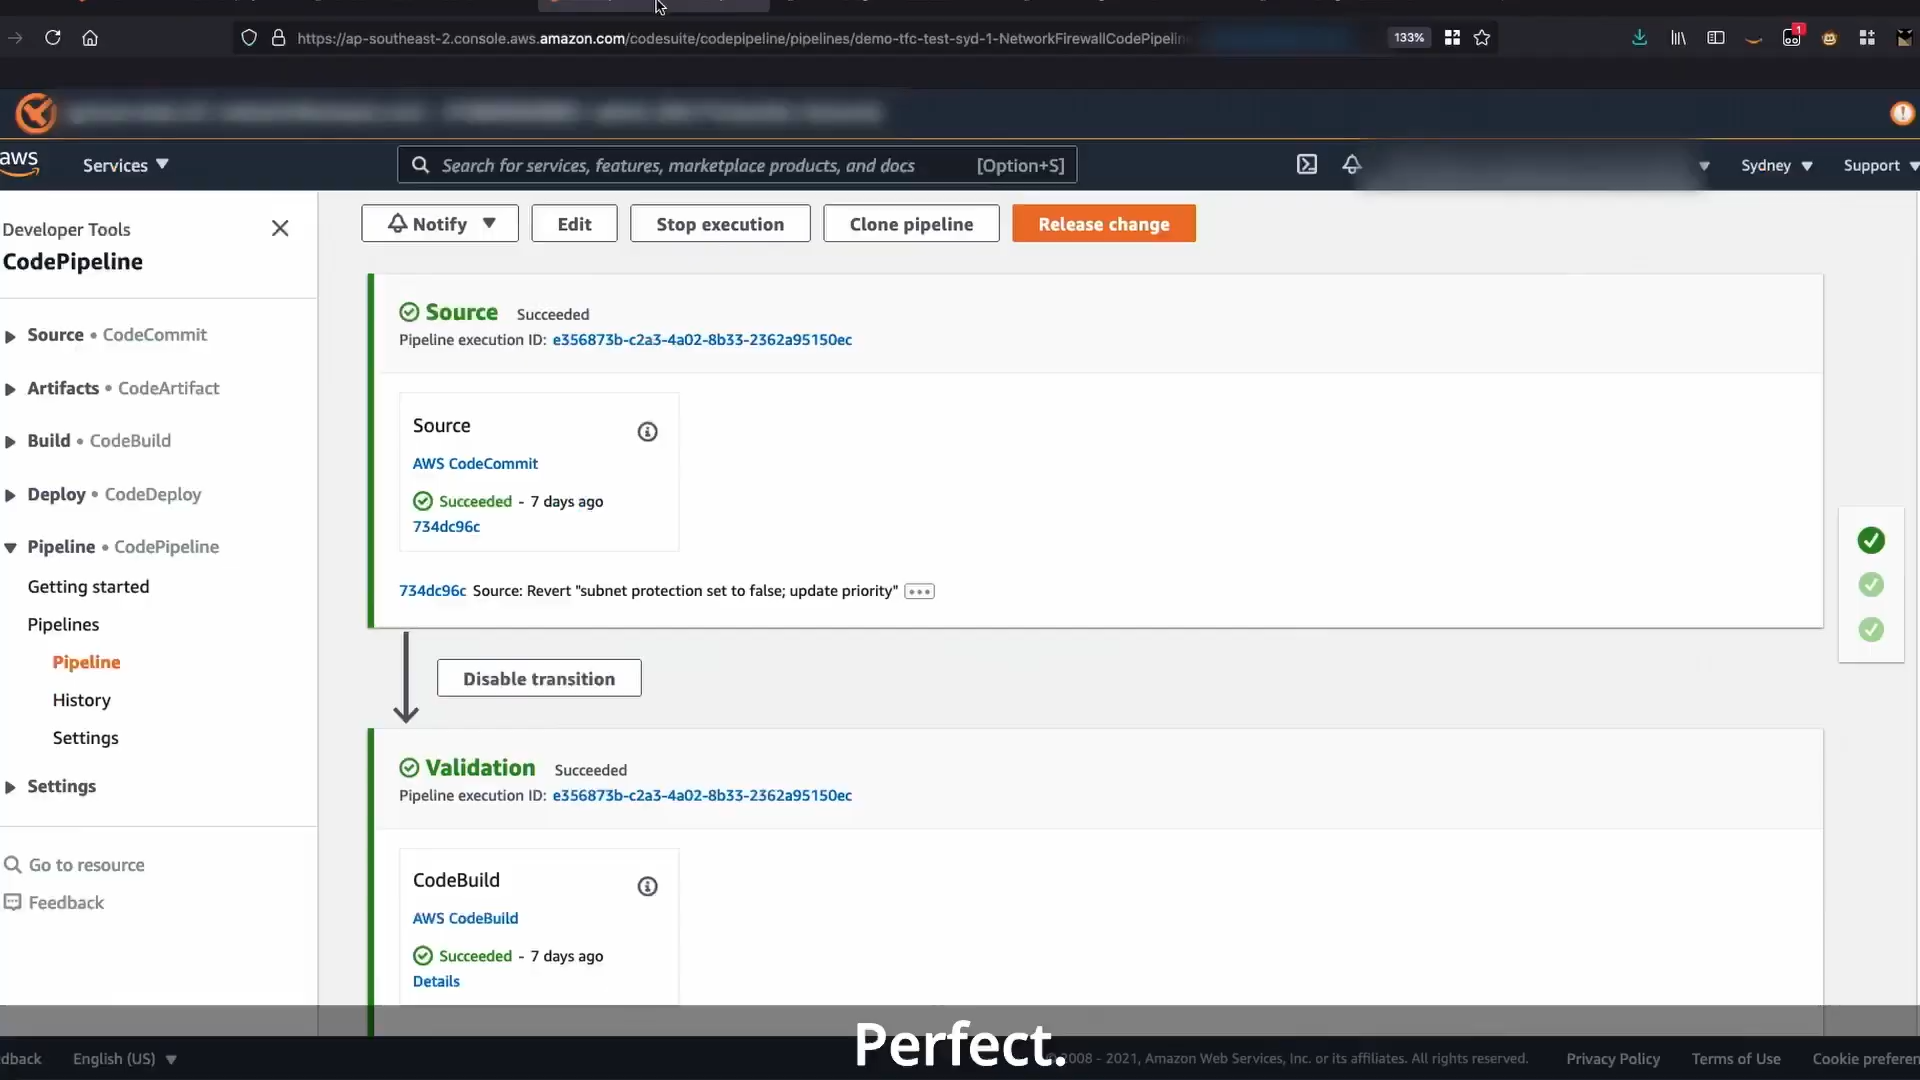 https://ap-southeast-2.console.aws.amazon.com/codesuite/codepipeline/pipelines/demo-tfc-test-syd-1-NetworkFirewallCodePipelin
133%
1
aws
Services
Search for services, features, marketplace products, and docs
[Option+S]
Sydney
Support
Developer Tools
CodePipeline
Source • CodeCommit
Artifacts • CodeArtifact
Build • CodeBuild
Deploy • CodeDeploy
Pipeline • CodePipeline
Getting started
Pipelines
Pipeline
History
Settings
Settings
Go to resource
Feedback
Notify
Edit
Stop execution
Clone pipeline
Release change
Source Succeeded
Pipeline execution ID: e356873b-c2a3-4a02-8b33-2362a95150ec
Source
AWS CodeCommit
Succeeded - 7 days ago
734dc96c
734dc96c Source: Revert "subnet protection set to false; update priority"
Disable transition
Validation Succeeded
Pipeline execution ID: e356873b-c2a3-4a02-8b33-2362a95150ec
CodeBuild
AWS CodeBuild
Succeeded - 7 days ago
Details
Perfect.
dback
English (US)
2008 - 2021, Amazon Web Services, Inc. or its affiliates. All rights reserved.
Privacy Policy
Terms of Use
Cookie preferen